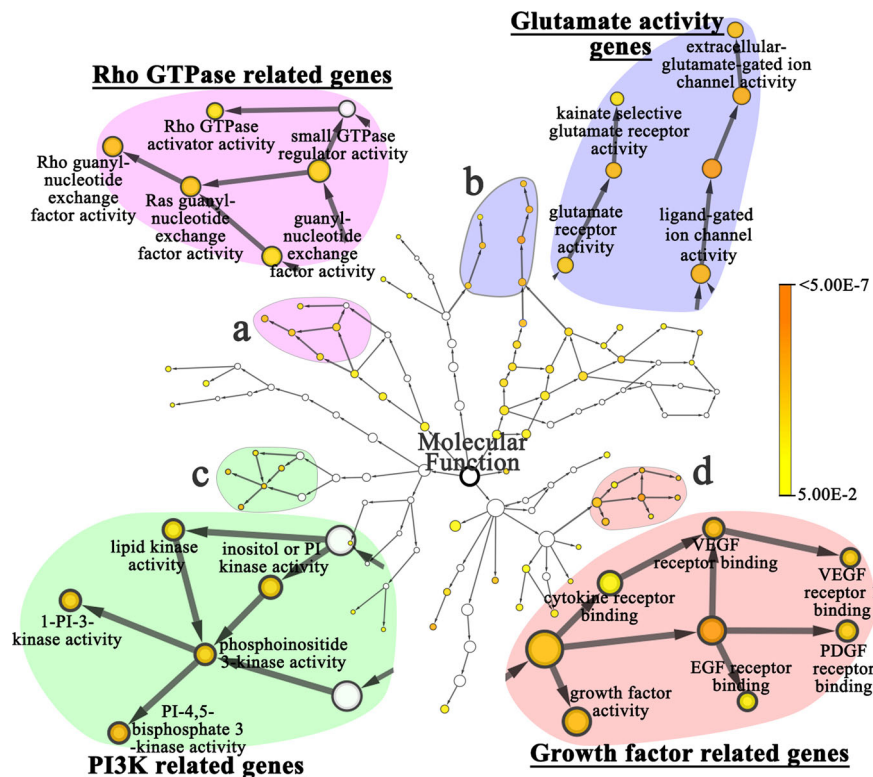 Glutamate activity
genes
Rho GTPase related genes
extracellular-
glutamate-gated ion
channel activity
kainate selective
glutamate receptor
activity
Rho GTPase
activator activity
small GTPase
regulator activity
Rho guanyl-
nucleotide
exchange
factor activity
Ras guanyl-
nucleotide
exchange
factor activity
guanyl-
nucleotide
exchange
factor activity
glutamate
receptor
activity
ligand-gated
ion channel
activity
b
<5.00E-7
a
Molecular
Function
c
d
5.00E-2
lipid kinase
activity
inositol or PI
kinase activity
1-PI-3-
kinase activity
phosphoinositide
3-kinase activity
PI-4,5-
bisphosphate 3
-kinase activity
PI3K related genes
VEGF
receptor binding
cytokine receptor
binding
VEGF
receptor
binding
EGF receptor
binding
PDGF
receptor
binding
growth factor
activity
Growth factor related genes